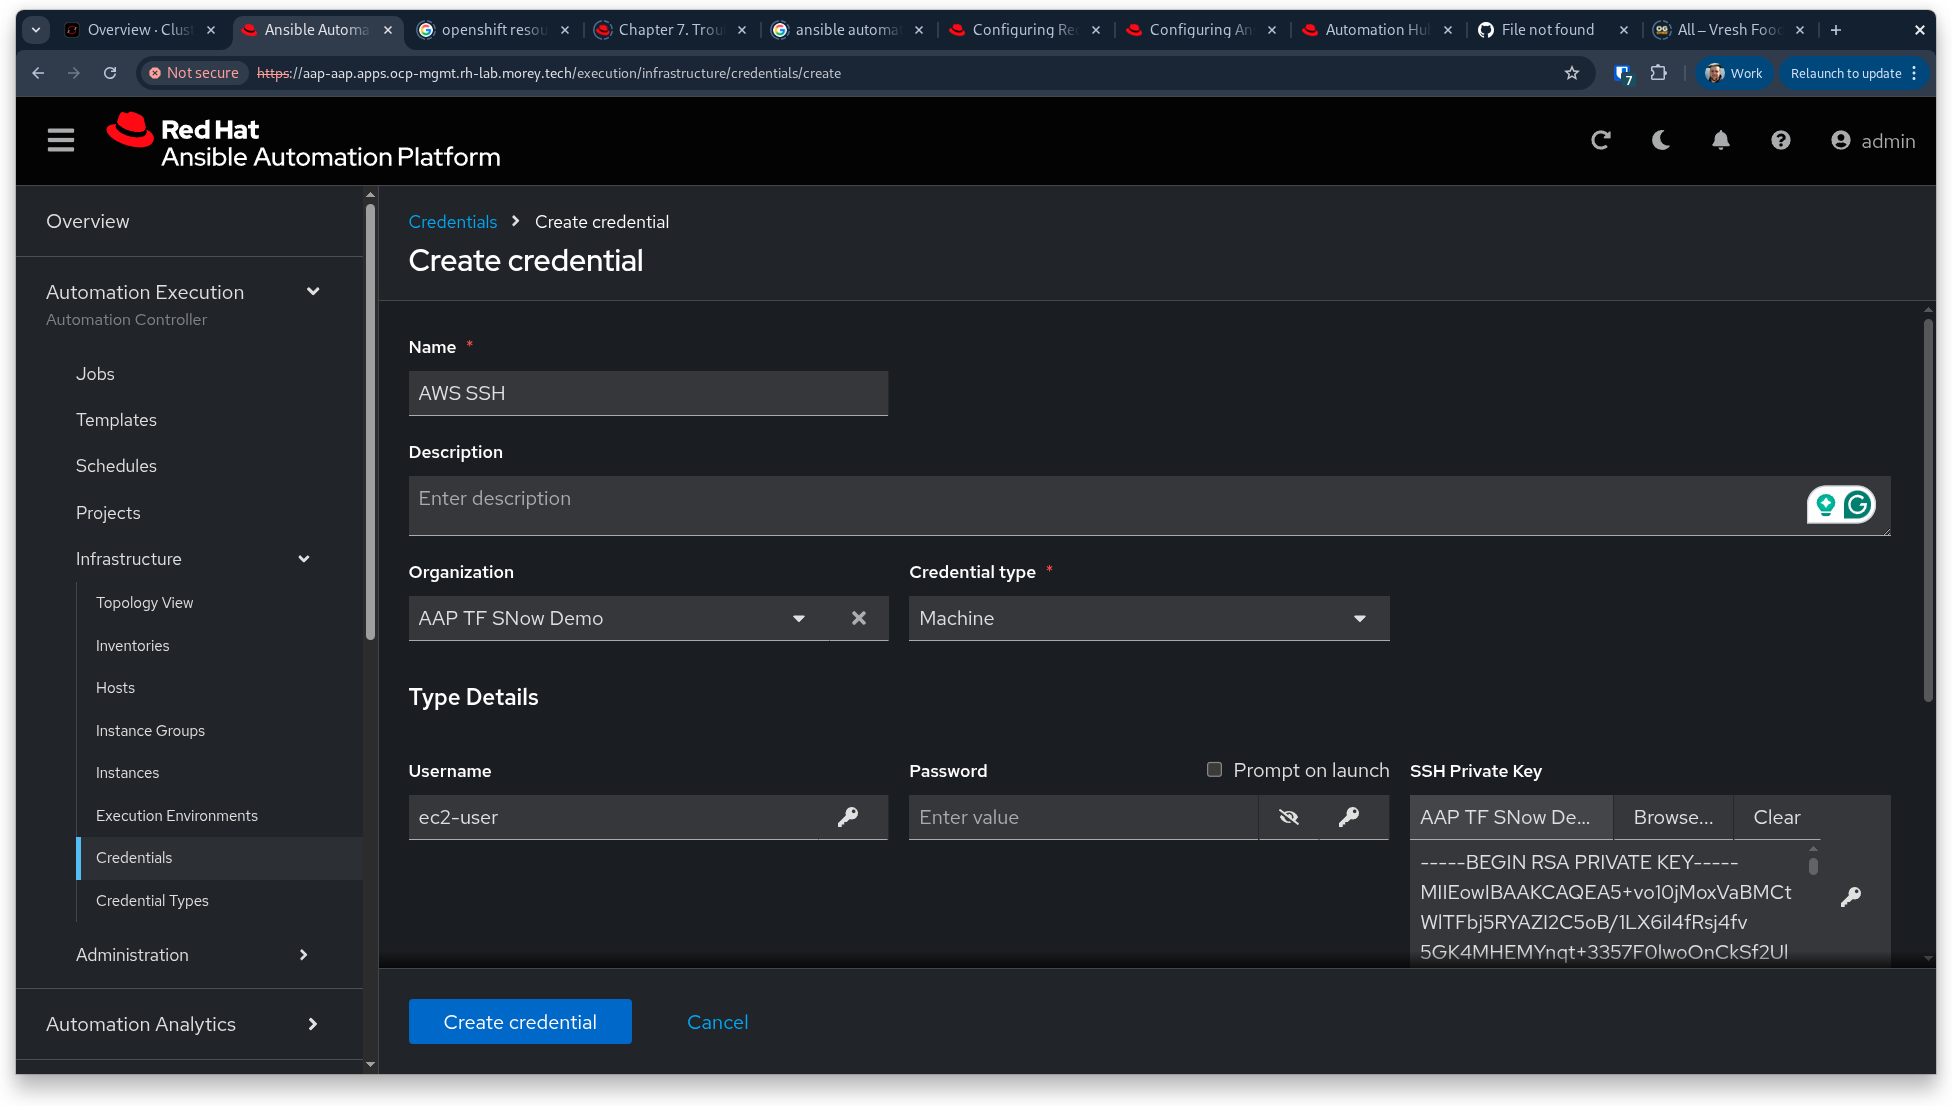 Overview · Clus
Ansible Automa
openshift resou
Chapter 7. Trou
ansible automat
Configuring Re
Configuring An
Automation Hu
File not found
All – Vresh Food
Not secure
https://aap-aap.apps.ocp-mgmt.rh-lab.morey.tech/execution/infrastructure/credentials/create
7
Work
Relaunch to update
Red Hat
Ansible Automation Platform
admin
Overview
Automation Execution
Automation Controller
Jobs
Templates
Schedules
Projects
Infrastructure
Topology View
Inventories
Hosts
Instance Groups
Instances
Execution Environments
Credentials
Credential Types
Administration
Automation Analytics
Credentials > Create credential
Create credential
Name *
AWS SSH
Description
Enter description
Organization
Credential type *
AAP TF SNow Demo
Machine
Type Details
Username
Password
Prompt on launch
SSH Private Key
ec2-user
Enter value
AAP TF SNow De...
Browse...
Clear
-----BEGIN RSA PRIVATE KEY-----
MIIEowIBAAKCAQEA5+vo10jMoxVaBMCt
WlTFbj5RYAZI2C5oB/1LX6il4fRsj4fv
5GK4MHEMYnqt+3357F0lwoOnCkSf2Ul
Create credential
Cancel